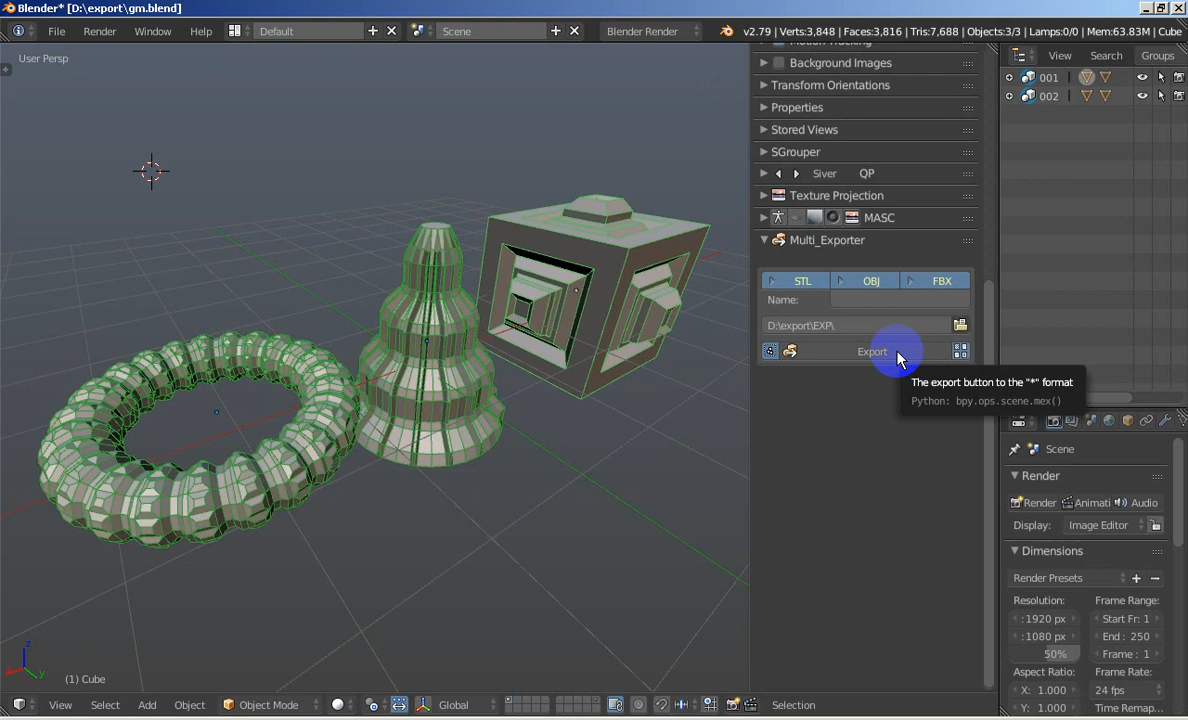 Blender* [D:\export\gm.blend]
File Render Window Help Default Scene Blender Render v2.79 | Verts:3,848 | Faces:3,816 | Tris:7,688 | Objects:3/3 | Lamps:0/0 | Mem:63.83M | Cube
User Persp
Motion Tracking
Background Images
Transform Orientations
Properties
Stored Views
SGrouper
Siver QP
Texture Projection
MASC
Multi_Exporter
STL OBJ FBX
Name:
D:\export\EXP\
Export
The export button to the "*" format
Python: bpy.ops.scene.mex()
View Search Groups
001
002
Scene
Render
Render Animati Audio
Display: Image Editor
Dimensions
Render Presets
Resolution: Frame Range:
:1920 px Start Fr: 1
:1080 px End : 250
50% Frame : 1
Aspect Ratio: Frame Rate:
X: 1.000 24 fps
Y: 1.000 Time Remap...
z
y
(1) Cube
View Select Add Object Object Mode Global Selection